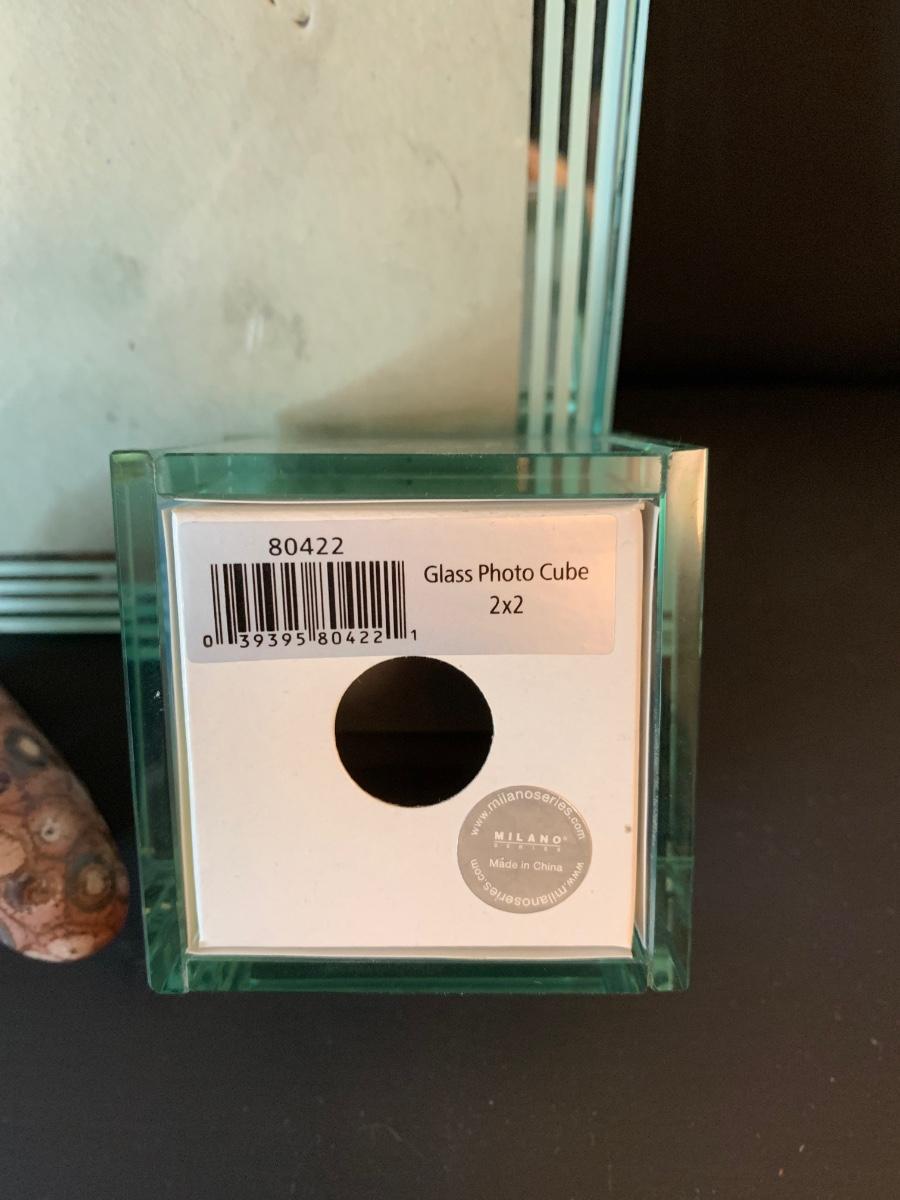 80422
Glass Photo Cube
2x2
0 39395 80422 1
www.milanoseries.com
MILANO®
SERIES
Made in China
www.milanoseries.com